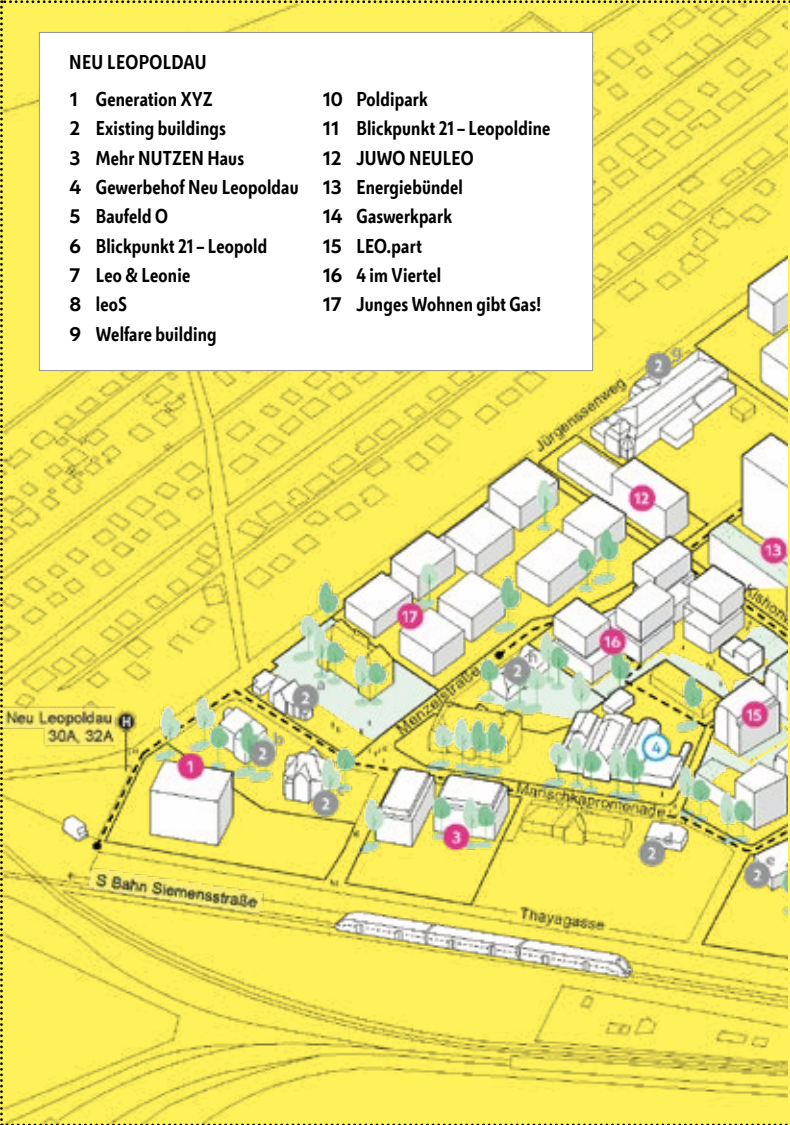 NEU LEOPOLDAU
1 Generation XYZ
2 Existing buildings
3 Mehr NUTZEN Haus
4 Gewerbehof Neu Leopoldau
5 Baufeld O
6 Blickpunkt 21 – Leopold
7 Leo & Leonie
8 leoS
9 Welfare building
10 Poldipark
11 Blickpunkt 21 – Leopoldine
12 JUWO NEULEO
13 Energiebündel
14 Gaswerkpark
15 LEO.part
16 4 im Viertel
17 Junges Wohnen gibt Gas!
2 g
Jürgenssenweg
12
13
17
16
2 h
Menzelstraße
2 a
Neu Leopoldau H
30A, 32A
2 b
15
4
1
2
Marischkapromenade
3
2 d
2 e
S Bahn Siemensstraße
Thayagasse